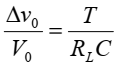 Δv₀/V₀ = T/(R_L C)